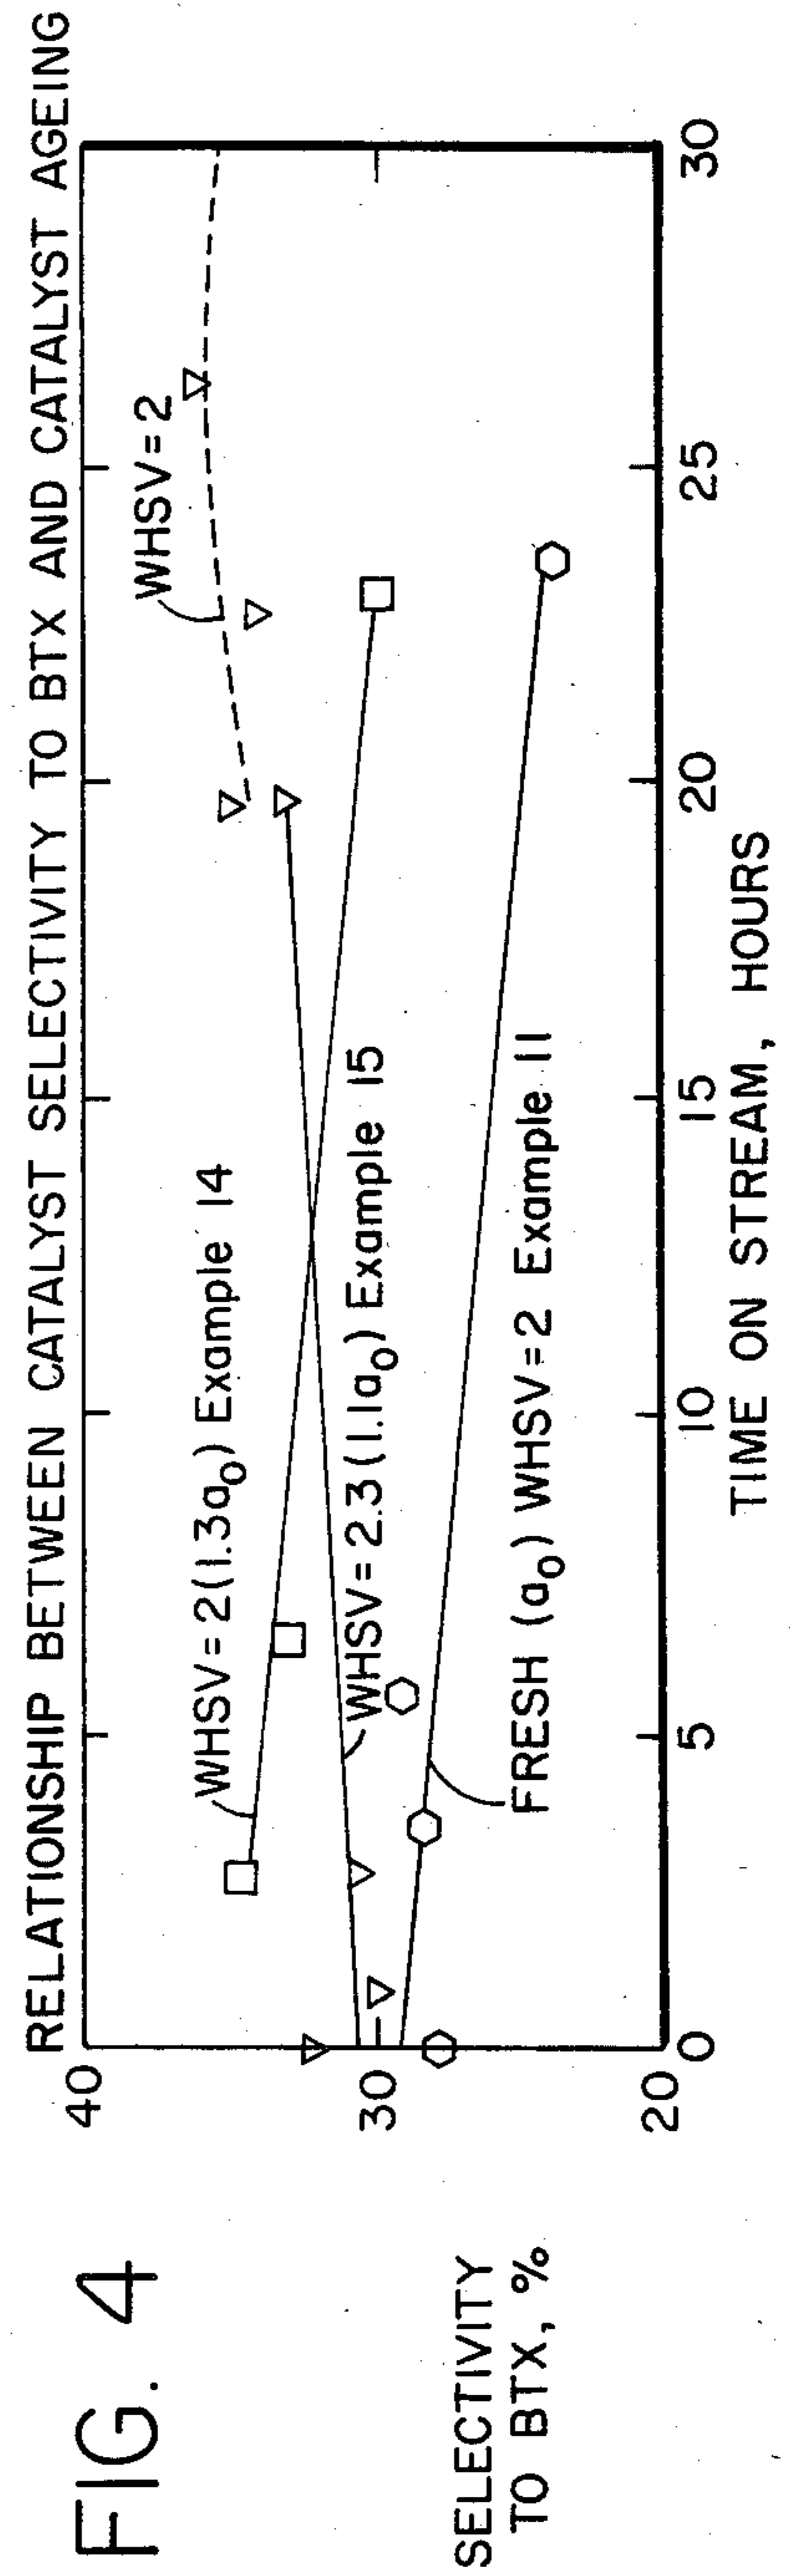 FIG. 4
RELATIONSHIP BETWEEN CATALYST SELECTIVITY TO BTX AND CATALYST AGEING
SELECTIVITY
TO BTX, %
40
30
20
WHSV=2
WHSV=2(1.3a₀) Example 14
WHSV=2.3(1.1a₀) Example 15
FRESH (a₀) WHSV=2 Example 11
0
5
10
15
20
25
30
TIME ON STREAM, HOURS